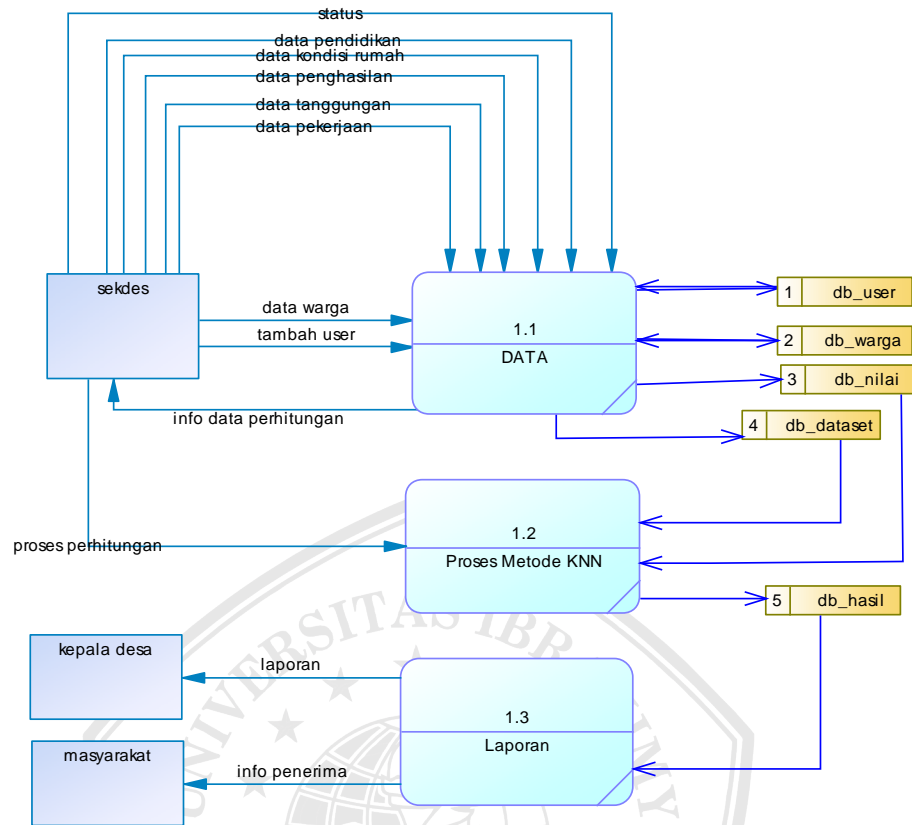 status
data pendidikan
data kondisi rumah
data penghasilan
data tanggungan
data pekerjaan
sekdes
data warga
tambah user
info data perhitungan
1.1
DATA
1 db_user
2 db_warga
3 db_nilai
4 db_dataset
proses perhitungan
1.2
Proses Metode KNN
5 db_hasil
kepala desa
laporan
1.3
Laporan
masyarakat
info penerima
UNIVERSITAS IBR